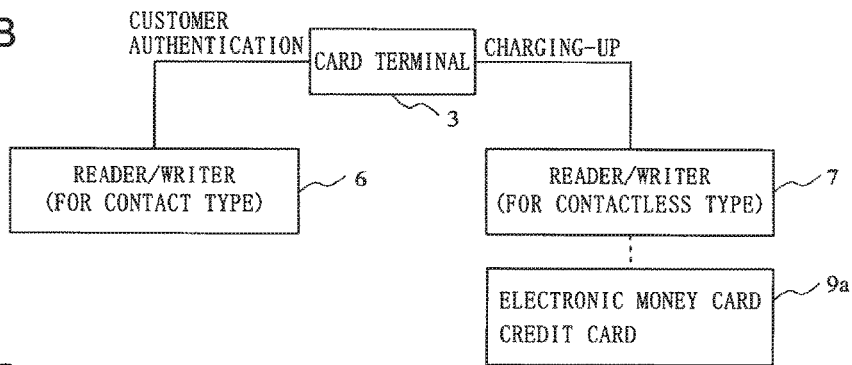 B
CUSTOMER
AUTHENTICATION
CARD TERMINAL
CHARGING-UP
3
READER/WRITER
(FOR CONTACT TYPE)
6
READER/WRITER
(FOR CONTACTLESS TYPE)
7
ELECTRONIC MONEY CARD
CREDIT CARD
9a